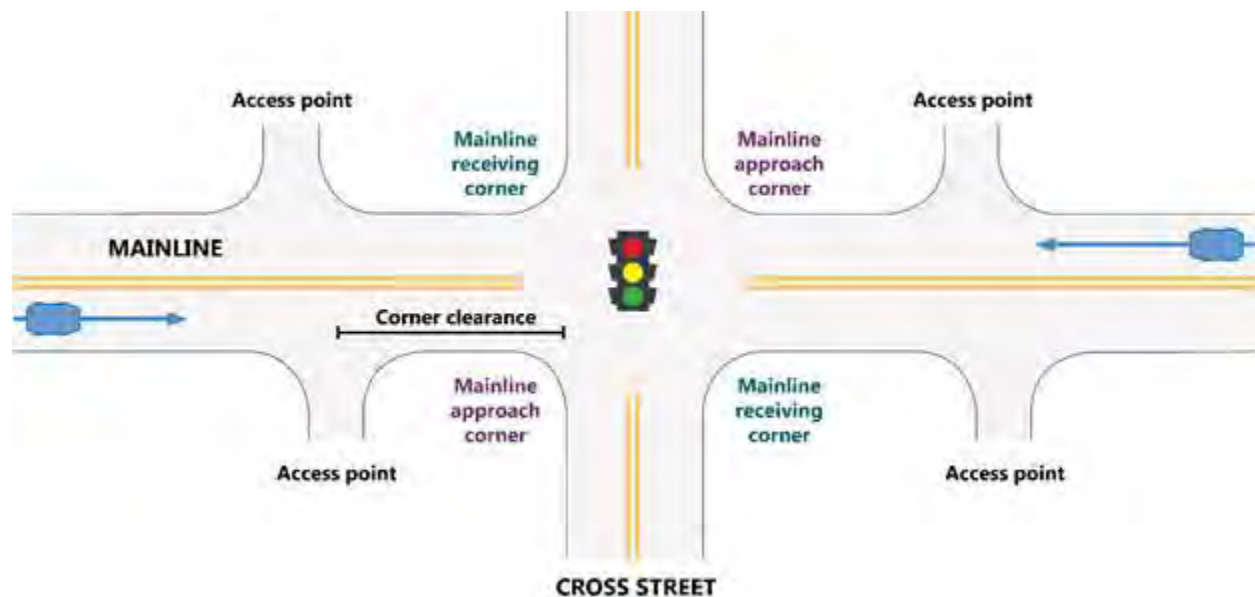 Access point
Access point
Mainline
receiving
corner
Mainline
approach
corner
MAINLINE
Corner clearance
Mainline
approach
corner
Mainline
receiving
corner
Access point
Access point
CROSS STREET